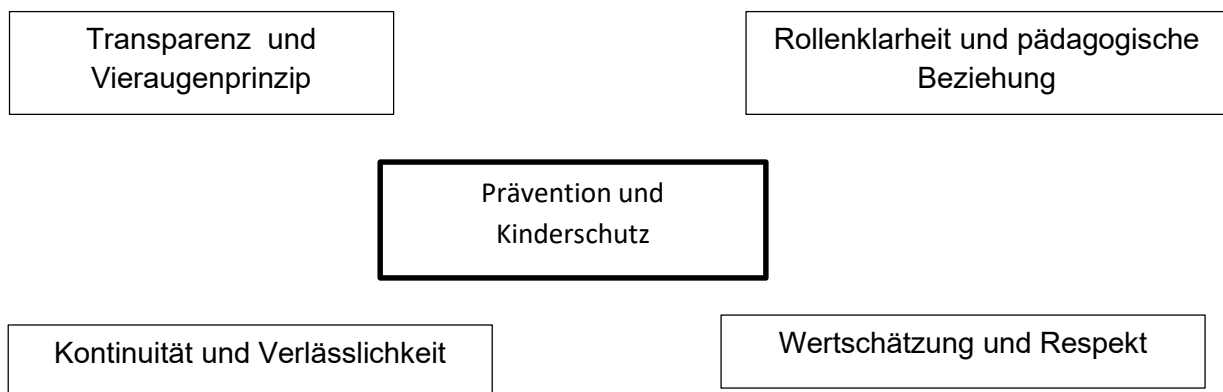 Transparenz und
Vieraugenprinzip
Rollenklarheit und pädagogische
Beziehung
Prävention und
Kinderschutz
Kontinuität und Verlässlichkeit
Wertschätzung und Respekt